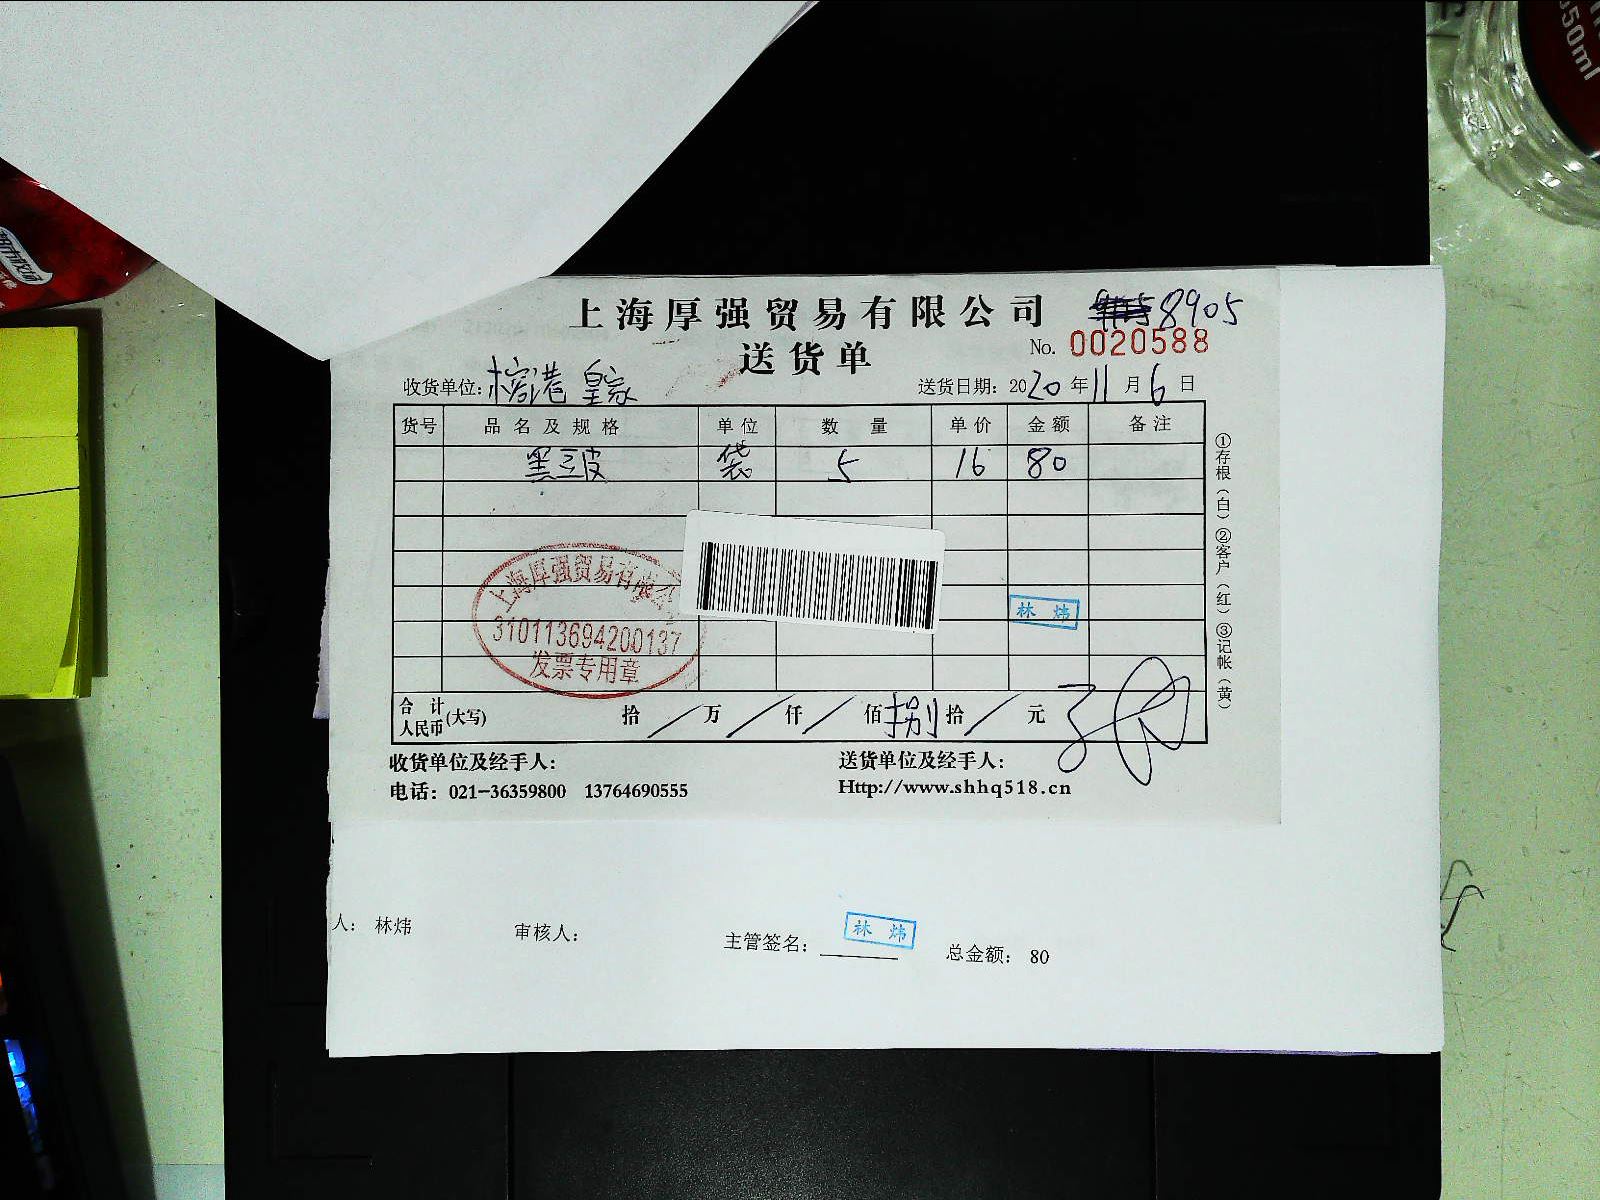 550ml
上海厚强贸易有限公司
8905
送货单
No. 0020588
收货单位: 榕港 皇家
送货日期: 2020年11月6日
货号 品名及规格 单位 数量 单价 金额 备注
黑豆皮 袋 5 16 80
①存根(白)②客户(红)③记帐(黄)
上海厚强贸易有限公
310113694200137
发票专用章
林炜
合计人民币(大写) 拾/万/仟/佰捌拾/元
收货单位及经手人:
送货单位及经手人:
电话: 021-36359800 13764690555
Http://www.shhq518.cn
人: 林炜
审核人:
主管签名:
林炜
总金额: 80